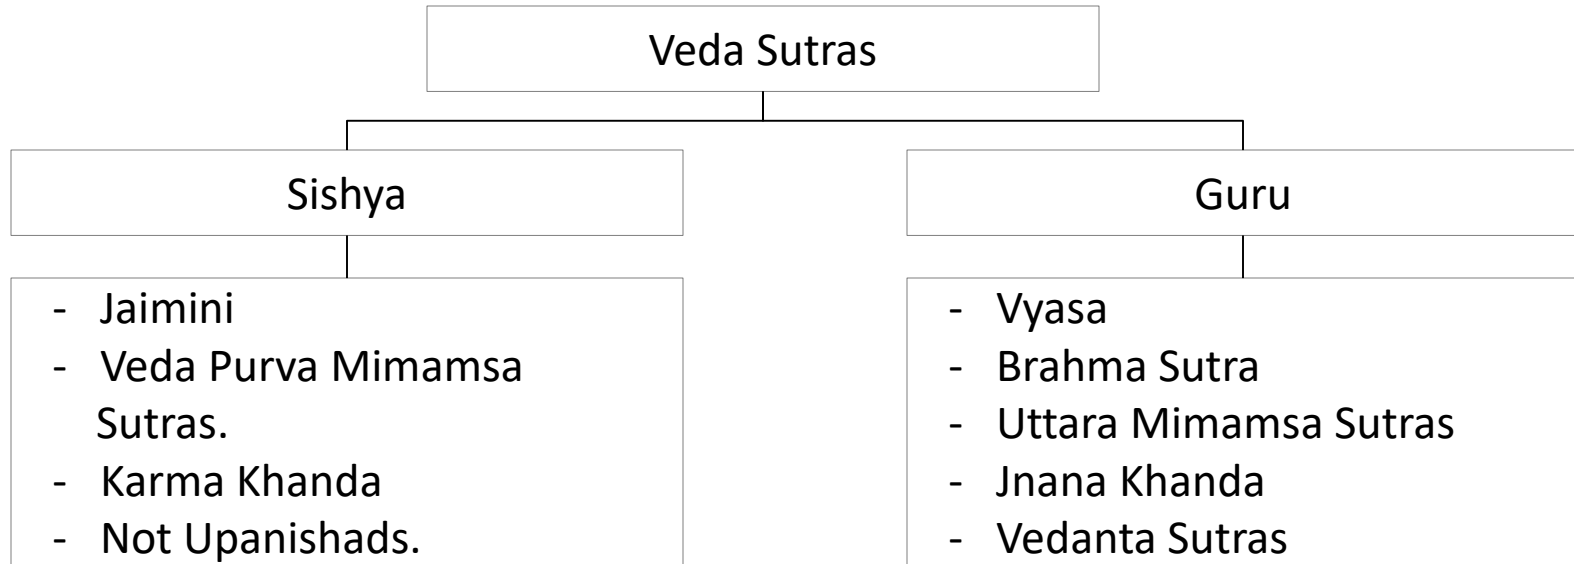 Veda Sutras
Sishya
Guru
- Jaimini
- Veda Purva Mimamsa
Sutras.
- Karma Khanda
- Not Upanishads.
- Vyasa
- Brahma Sutra
- Uttara Mimamsa Sutras
- Jnana Khanda
- Vedanta Sutras